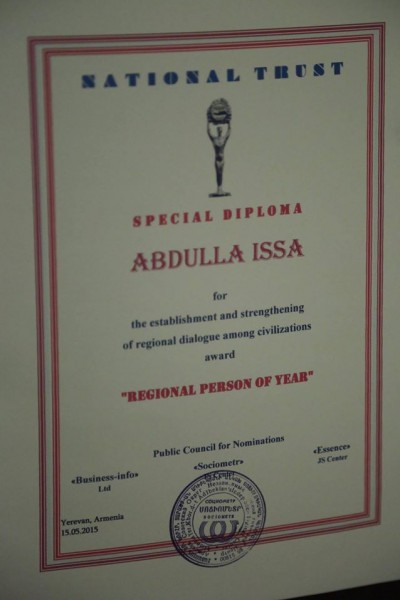 NATIONAL TRUST
SPECIAL DIPLOMA
ABDULLA ISSA
for
the establishment and strengthening
of regional dialogue among civilizations
award
"REGIONAL PERSON OF YEAR"
Public Council for Nominations
«Business-info»
Ltd
«Sociometr»
«Essence»
JS Center
ՍՈՑԻՈՄԵՏՐ
Yerevan, Armenia
15.05.2015